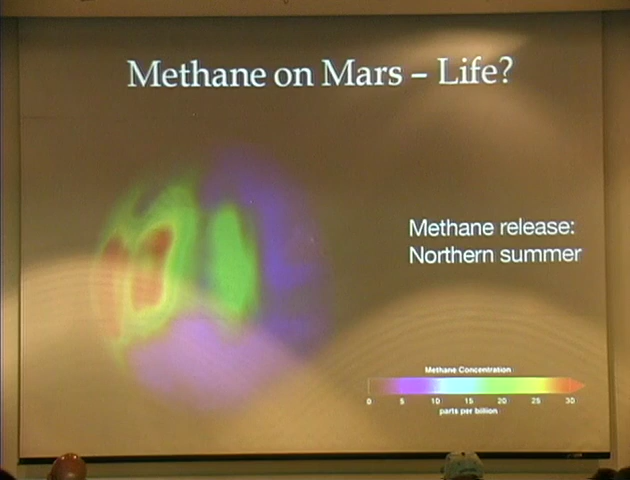 Methane on Mars – Life?
Methane release:
Northern summer
Methane Concentration
0 5 10 15 20 25 30
parts per billion